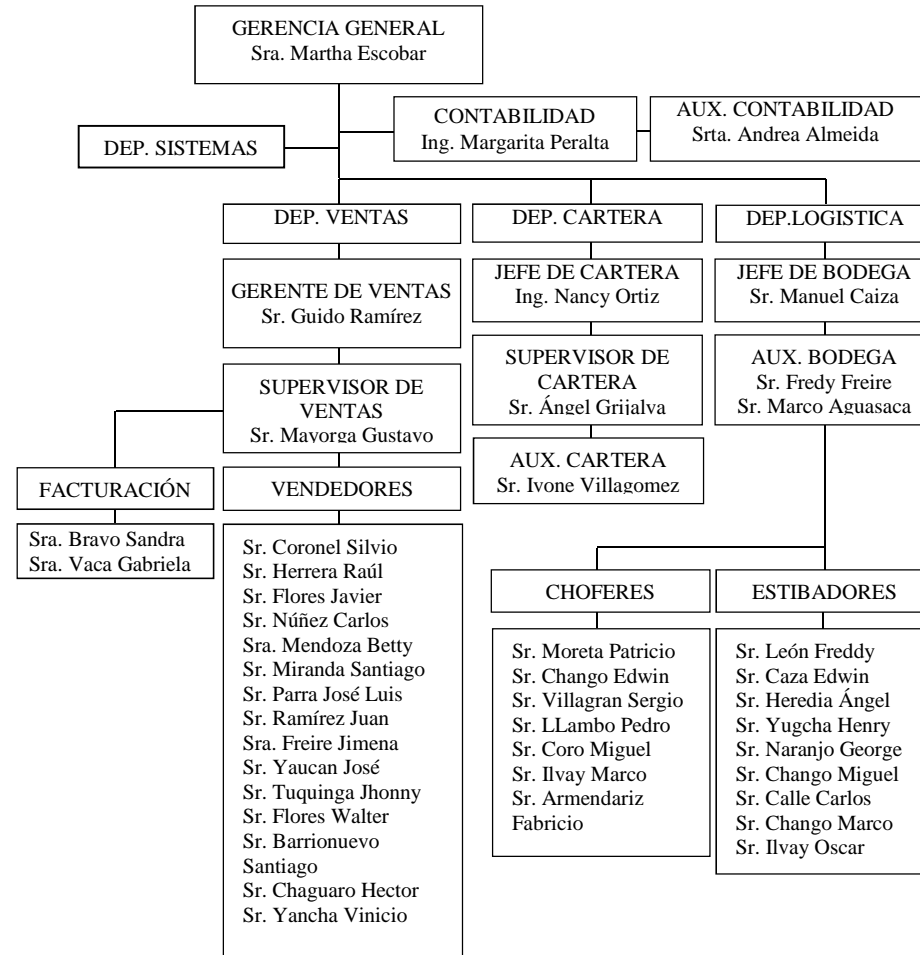 GERENCIA GENERAL
Sra. Martha Escobar
CONTABILIDAD
Ing. Margarita Peralta
AUX. CONTABILIDAD
Srta. Andrea Almeida
DEP. SISTEMAS
DEP. VENTAS
DEP. CARTERA
DEP.LOGISTICA
GERENTE DE VENTAS
Sr. Guido Ramírez
JEFE DE CARTERA
Ing. Nancy Ortiz
JEFE DE BODEGA
Sr. Manuel Caiza
SUPERVISOR DE
VENTAS
Sr. Mayorga Gustavo
SUPERVISOR DE
CARTERA
Sr. Ángel Grijalva
AUX. BODEGA
Sr. Fredy Freire
Sr. Marco Aguasaca
AUX. CARTERA
Sr. Ivone Villagomez
FACTURACIÓN
Sra. Bravo Sandra
Sra. Vaca Gabriela
VENDEDORES
Sr. Coronel Silvio
Sr. Herrera Raúl
Sr. Flores Javier
Sr. Núñez Carlos
Sra. Mendoza Betty
Sr. Miranda Santiago
Sr. Parra José Luis
Sr. Ramírez Juan
Sra. Freire Jimena
Sr. Yaucan José
Sr. Tuquinga Jhonny
Sr. Flores Walter
Sr. Barrionuevo
Santiago
Sr. Chaguaro Hector
Sr. Yancha Vinicio
CHOFERES
Sr. Moreta Patricio
Sr. Chango Edwin
Sr. Villagran Sergio
Sr. LLambo Pedro
Sr. Coro Miguel
Sr. Ilvay Marco
Sr. Armendariz
Fabricio
ESTIBADORES
Sr. León Freddy
Sr. Caza Edwin
Sr. Heredia Ángel
Sr. Yugcha Henry
Sr. Naranjo George
Sr. Chango Miguel
Sr. Calle Carlos
Sr. Chango Marco
Sr. Ilvay Oscar